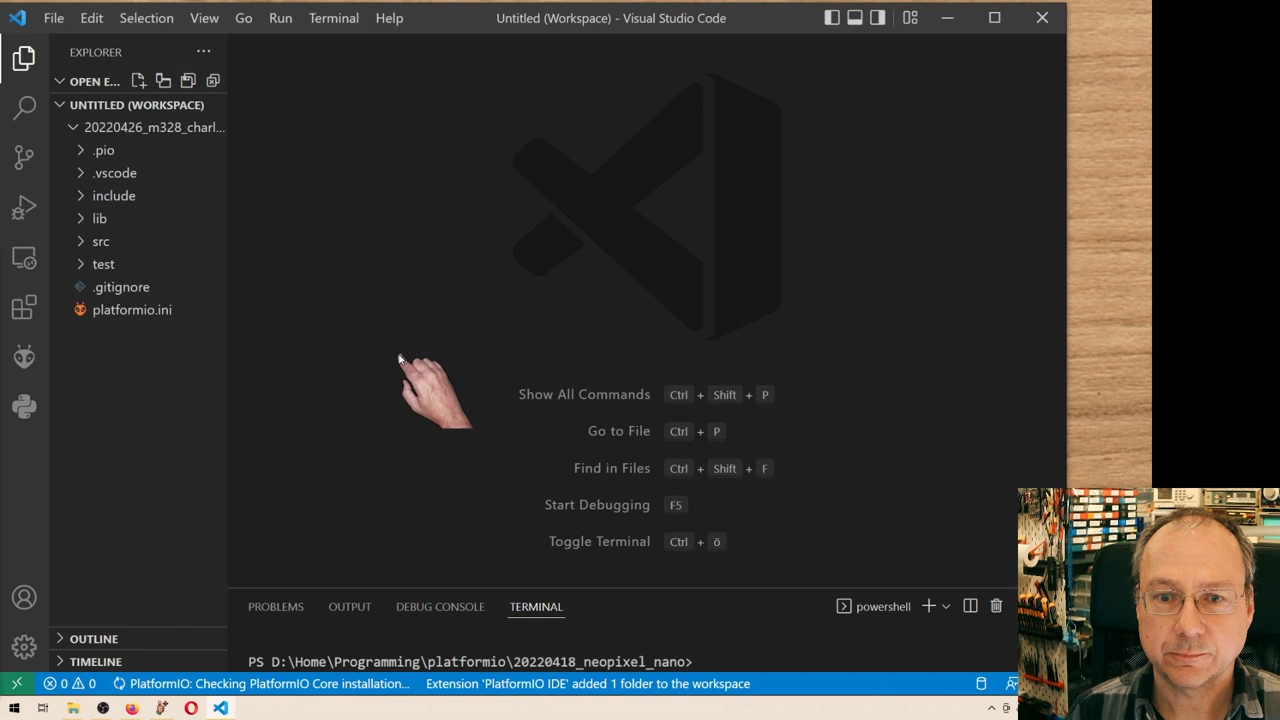 File Edit Selection View Go Run Terminal Help Untitled (Workspace) - Visual Studio Code
EXPLORER
OPEN E...
UNTITLED (WORKSPACE)
20220426_m328_charl...
.pio
.vscode
include
lib
src
test
.gitignore
platformio.ini
Show All Commands Ctrl + Shift + P
Go to File Ctrl + P
Find in Files Ctrl + Shift + F
Start Debugging F5
Toggle Terminal Ctrl + ö
PROBLEMS OUTPUT DEBUG CONSOLE TERMINAL powershell
OUTLINE
TIMELINE
PS D:\Home\Programming\platformio\20220418_neopixel_nano>
0 0 PlatformIO: Checking PlatformIO Core installation... Extension 'PlatformIO IDE' added 1 folder to the workspace